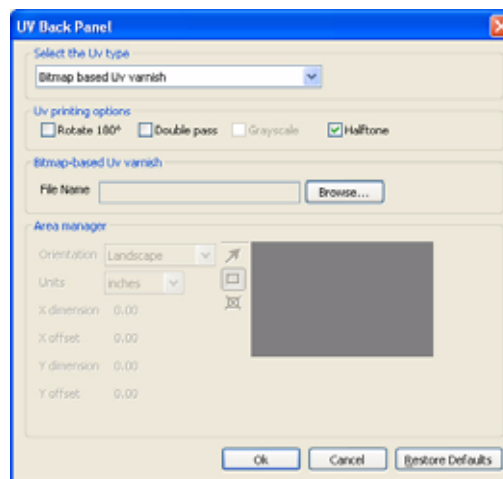 UV Back Panel
Select the Uv type
Bitmap based Uv varnish
Uv printing options
Rotate 180° Double pass Grayscale Halftone
Bitmap-based Uv varnish
File Name Browse...
Area manager
Orientation Landscape
Units inches
X dimension 0.00
X offset 0.00
Y dimension 0.00
Y offset 0.00
Ok Cancel Restore Defaults